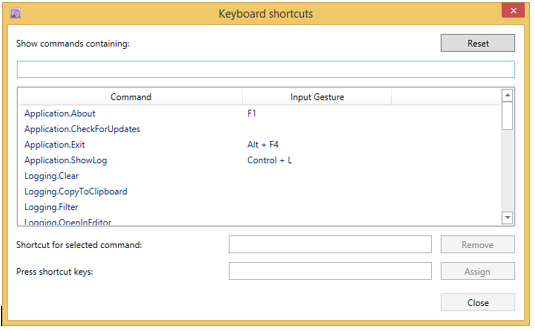 Keyboard shortcuts
Show commands containing:
Reset
Command Input Gesture
Application.About F1
Application.CheckForUpdates
Application.Exit Alt + F4
Application.ShowLog Control + L
Logging.Clear
Logging.CopyToClipboard
Logging.Filter
Logging.OpenInEditor
Shortcut for selected command:
Remove
Press shortcut keys:
Assign
Close